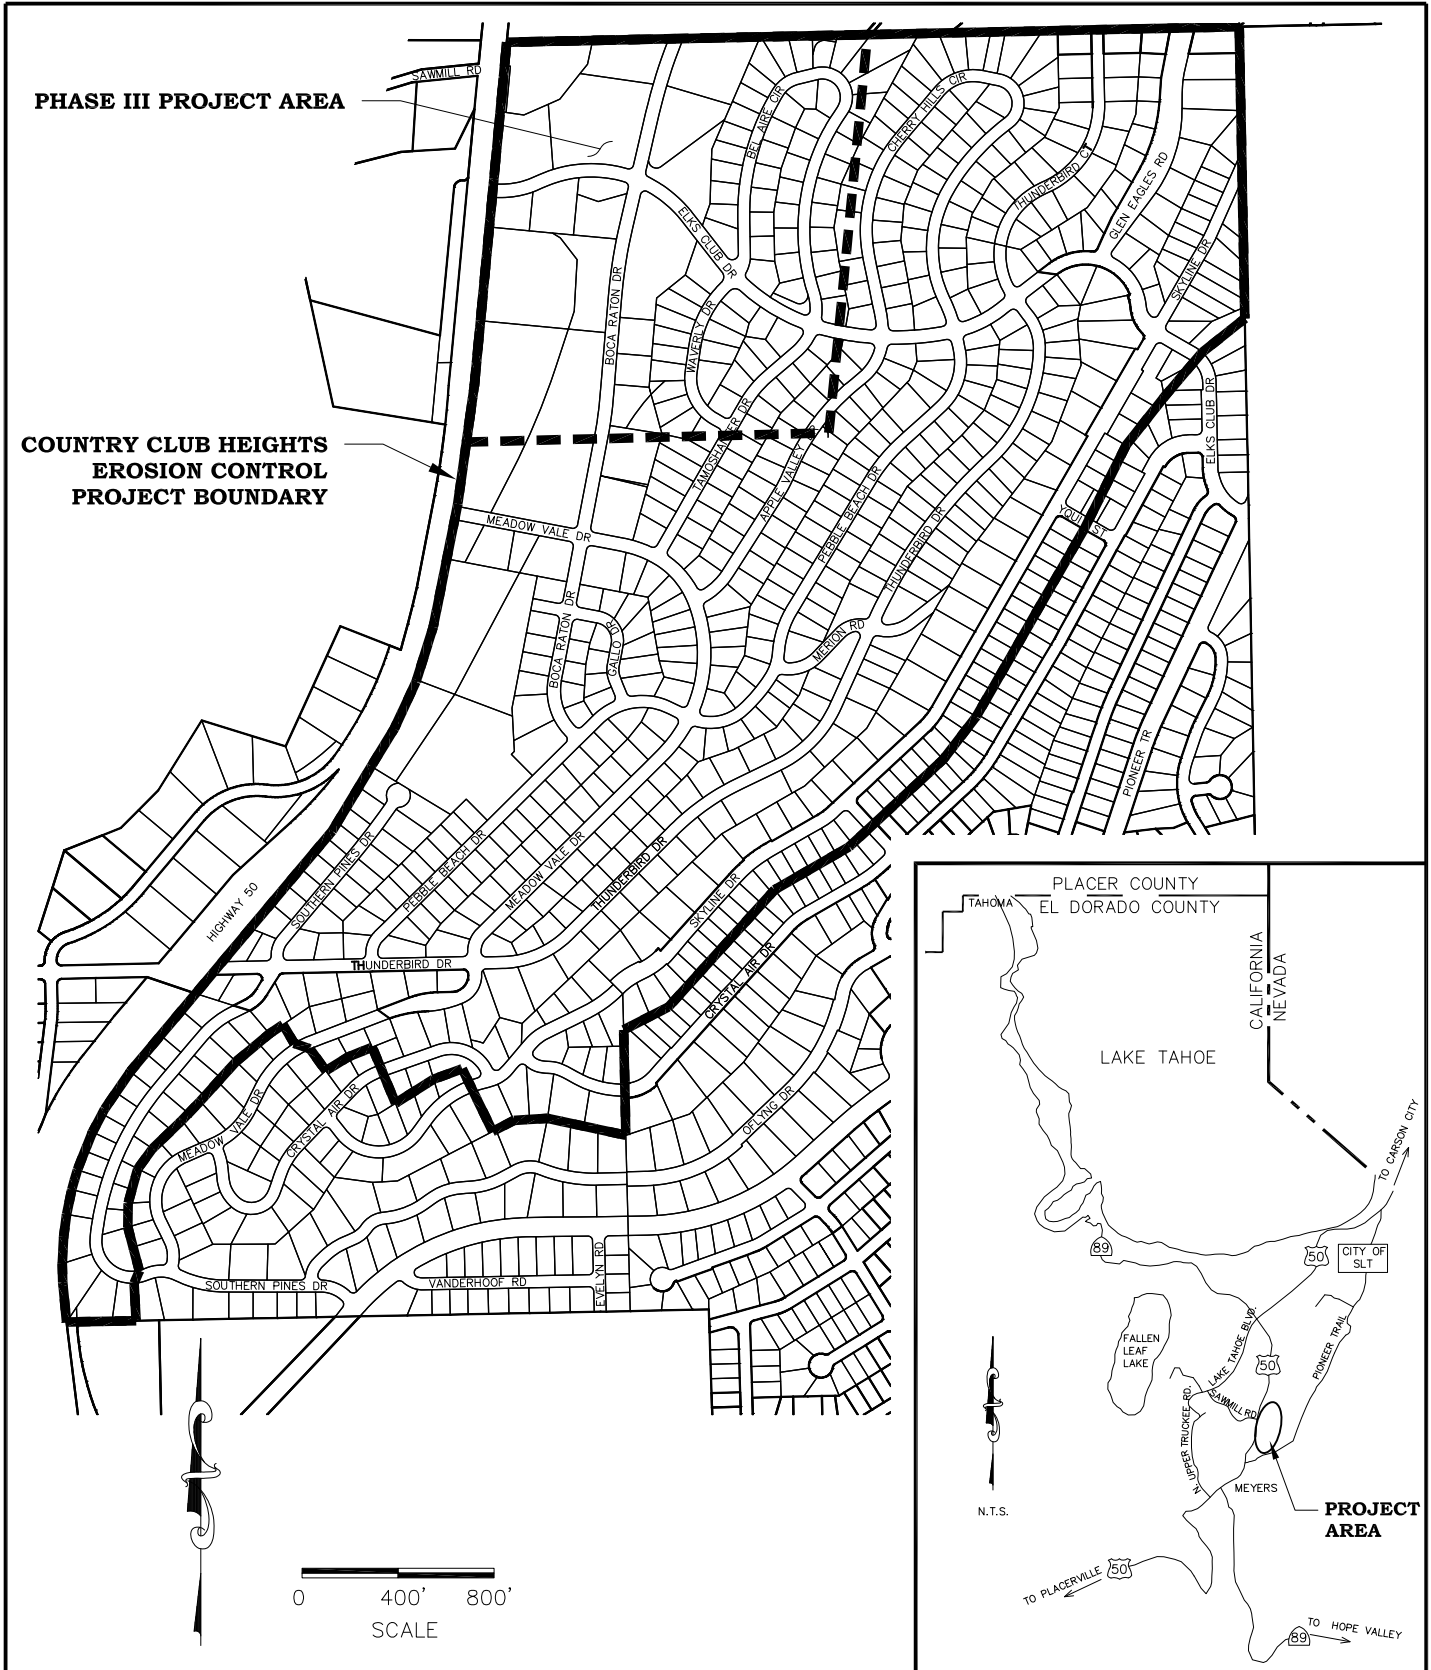 SAWMILL RD
PHASE III PROJECT AREA
BEL AIRE CIR
CHERRY HILLS CIR
THUNDERBIRD CT
GLEN EAGLES RD
ELKS CLUB DR
SKYLINE DR
BOCA RATON DR
WAVERLY DR
ELKS CLUB DR
COUNTRY CLUB HEIGHTS
EROSION CONTROL
PROJECT BOUNDARY
TAMOSHANTER DR
APPLE VALLEY
PEBBLE BEACH DR
THUNDERBIRD DR
MEADOW VALE DR
BOCA RATON DR
GALLO DR
MERION RD
PIONEER TR
HIGHWAY 50
SOUTHERN PINES DR
PEBBLE BEACH DR
MEADOW VALE DR
THUNDERBIRD DR
SKYLINE DR
THUNDERBIRD DR
CRYSTAL AIR DR
MEADOW VALE DR
CRYSTAL AIR DR
OFLYNG DR
SOUTHERN PINES DR
VANDERHOOF RD
EVELYN RD
0 400' 800'
SCALE
PLACER COUNTY
TAHOMA
EL DORADO COUNTY
CALIFORNIA
NEVADA
LAKE TAHOE
TO CARSON CITY
89
50
CITY OF
SLT
FALLEN
LEAF
LAKE
LAKE TAHOE BLVD.
50
PIONEER TRAIL
SAWMILL RD
N. UPPER TRUCKEE RD.
MEYERS
N.T.S.
PROJECT
AREA
TO PLACERVILLE
50
TO HOPE VALLEY
89